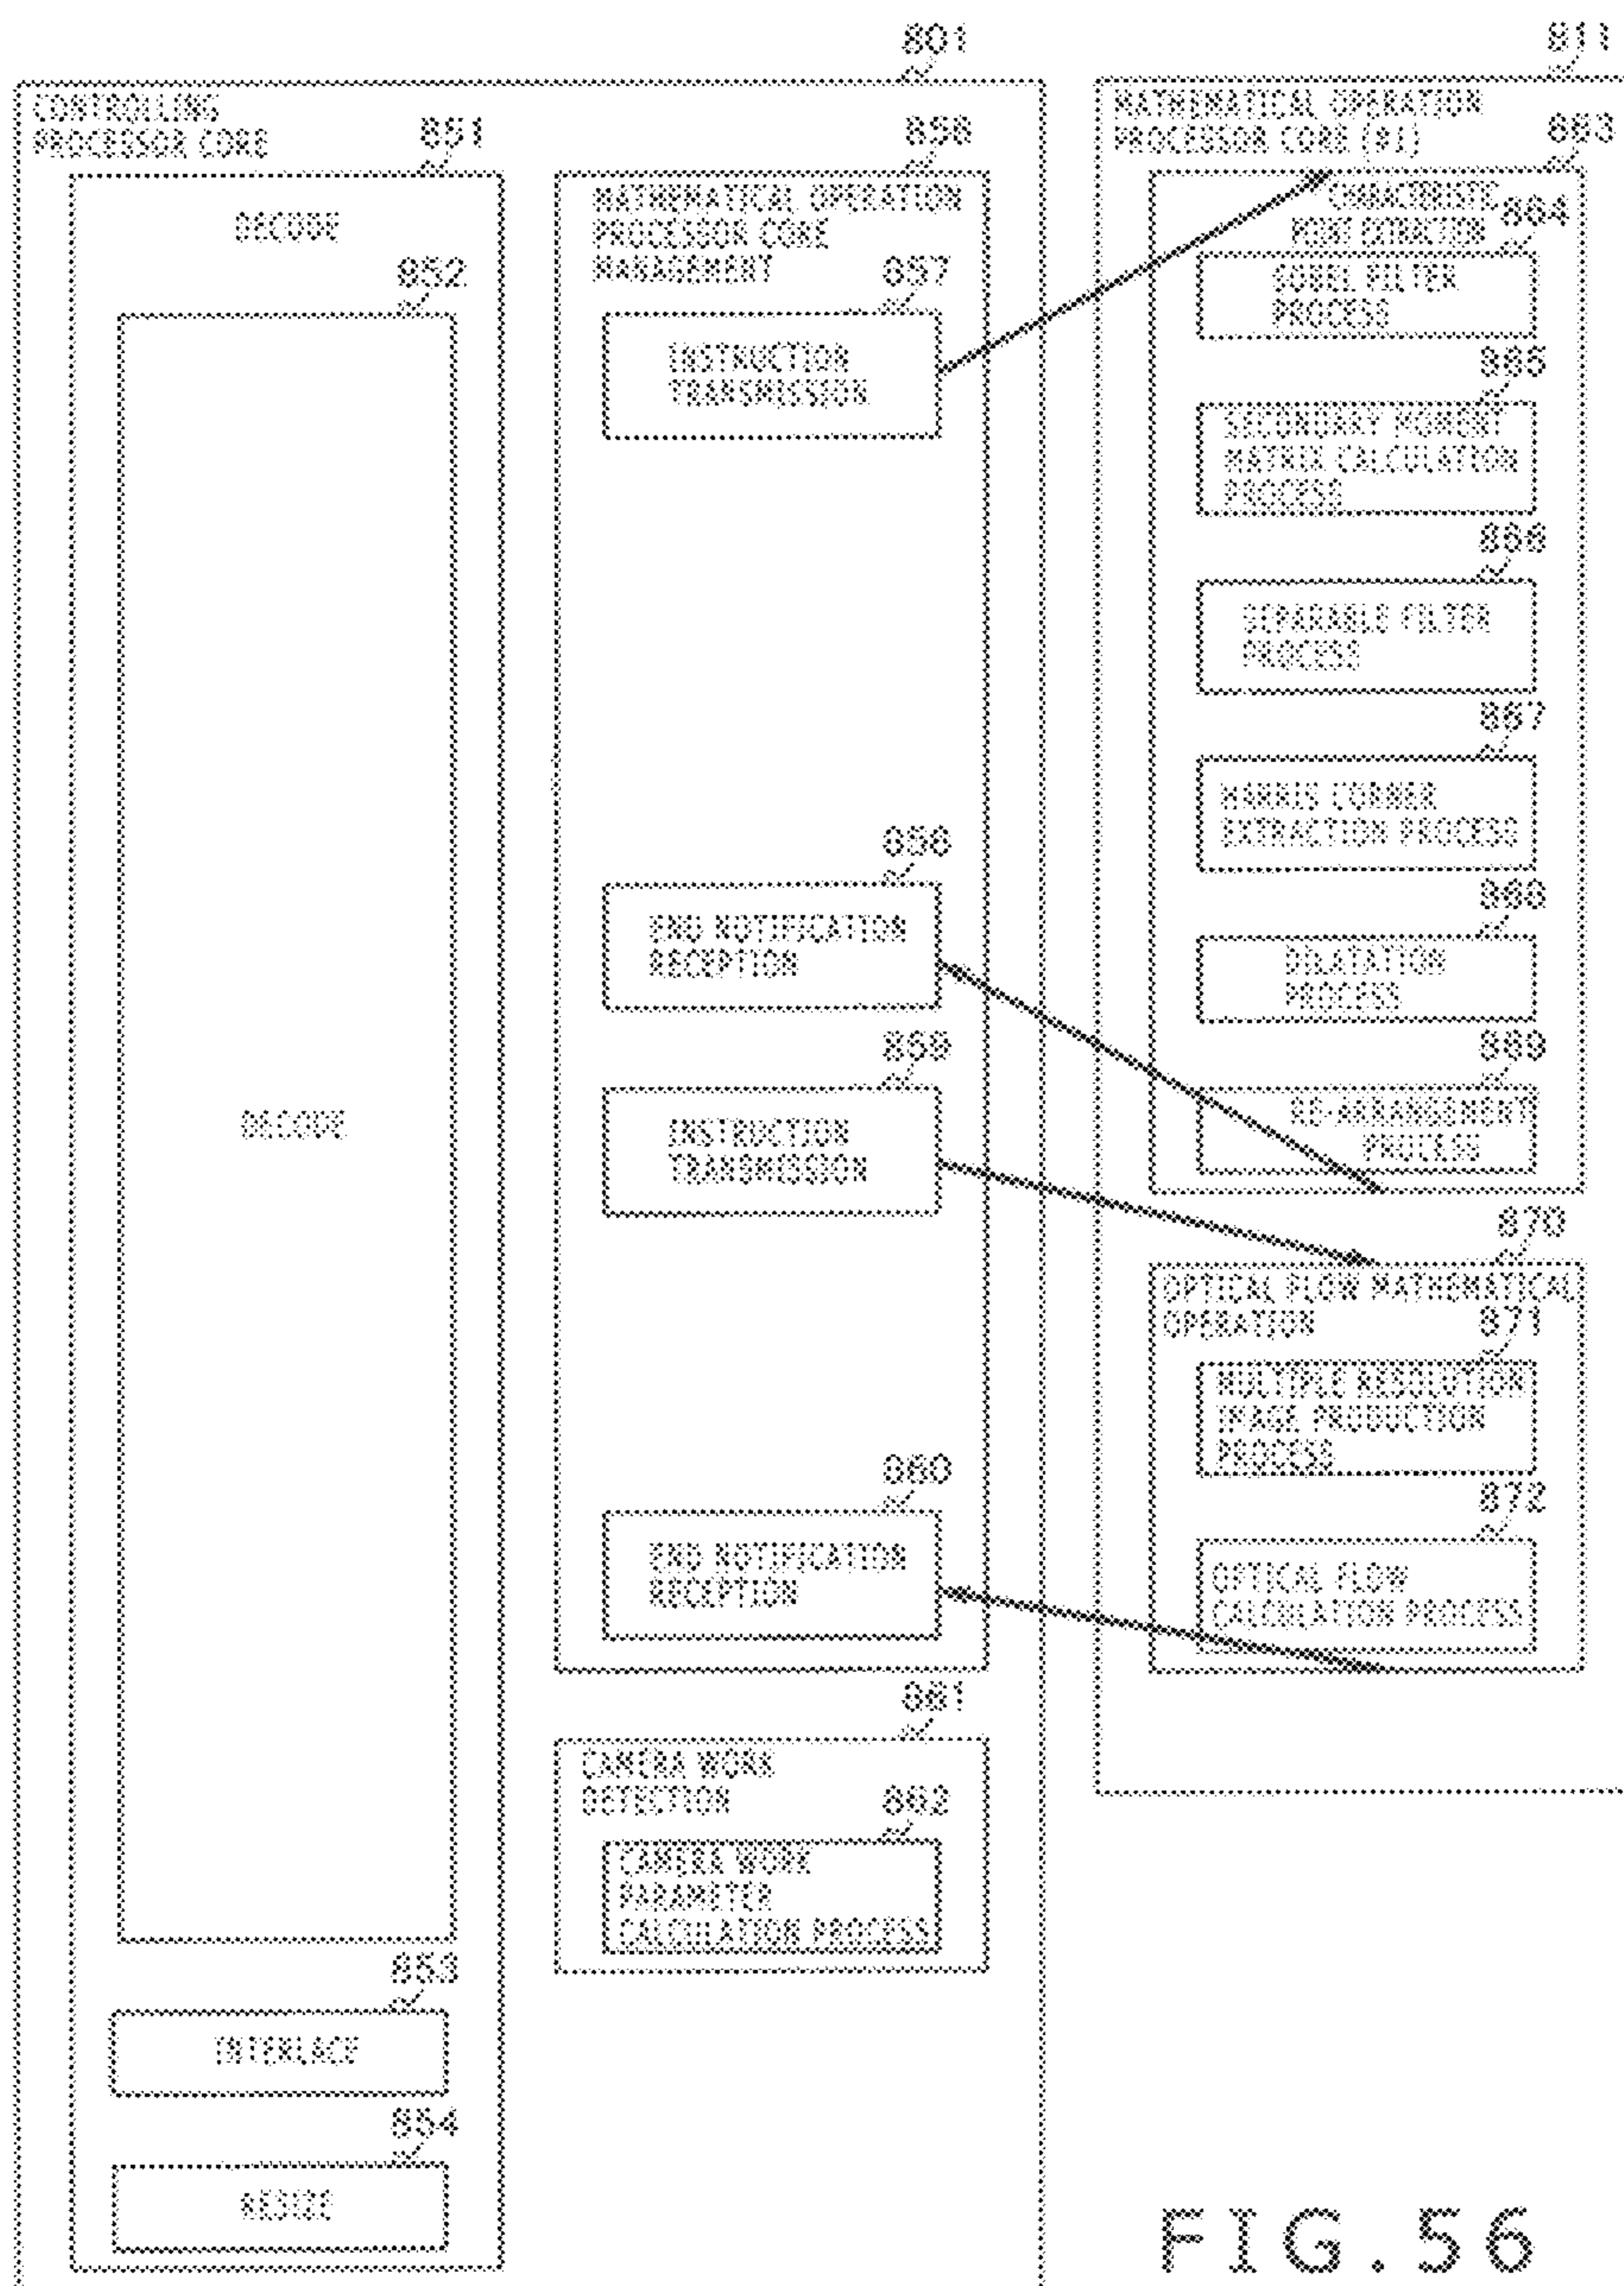 801
CONTROLLING
PROCESSOR CORE
851
DECODE
852
DECODE
853
INTERLACE
854
RESIZE
856
MATHEMATICAL OPERATION
PROCESSOR CORE
MANAGEMENT
857
INSTRUCTION
TRANSMISSION
858
END NOTIFICATION
RECEPTION
859
INSTRUCTION
TRANSMISSION
860
END NOTIFICATION
RECEPTION
861
CAMERA WORK
DETECTION
862
CAMERA WORK
PARAMETER
CALCULATION PROCESS
811
MATHEMATICAL OPERATION
PROCESSOR CORE (#1)
863
CHARACTERISTIC
POINT EXTRACTION
864
SOBEL FILTER
PROCESS
865
SECONDARY MOMENT
MATRIX CALCULATION
PROCESS
866
SEPARABLE FILTER
PROCESS
867
HARRIS CORNER
EXTRACTION PROCESS
868
DILATATION
PROCESS
869
RE-ARRANGEMENT
PROCESS
870
OPTICAL FLOW MATHEMATICAL
OPERATION
871
MULTIPLE RESOLUTION
IMAGE PRODUCTION
PROCESS
872
OPTICAL FLOW
CALCULATION PROCESS
FIG.56